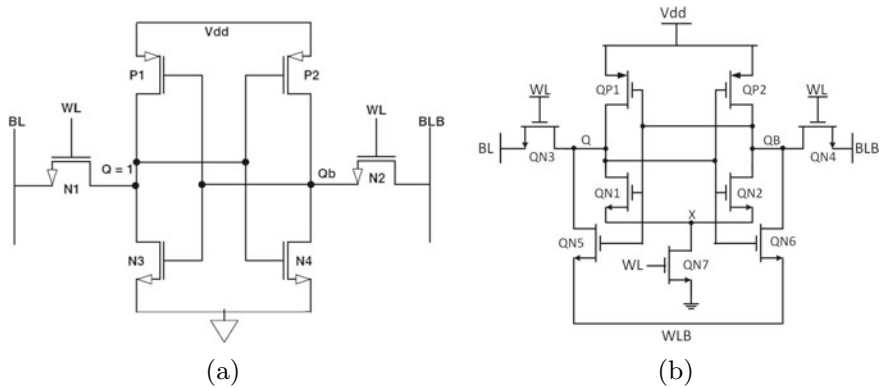 Vdd
P1
P2
BL
WL
WL
BLB
Q = 1
Qb
N1
N2
N3
N4
(a)
Vdd
QP1
QP2
WL
WL
Q
QB
BL
QN3
QN4
BLB
QN1
QN2
X
QN5
QN6
WL
QN7
WLB
(b)